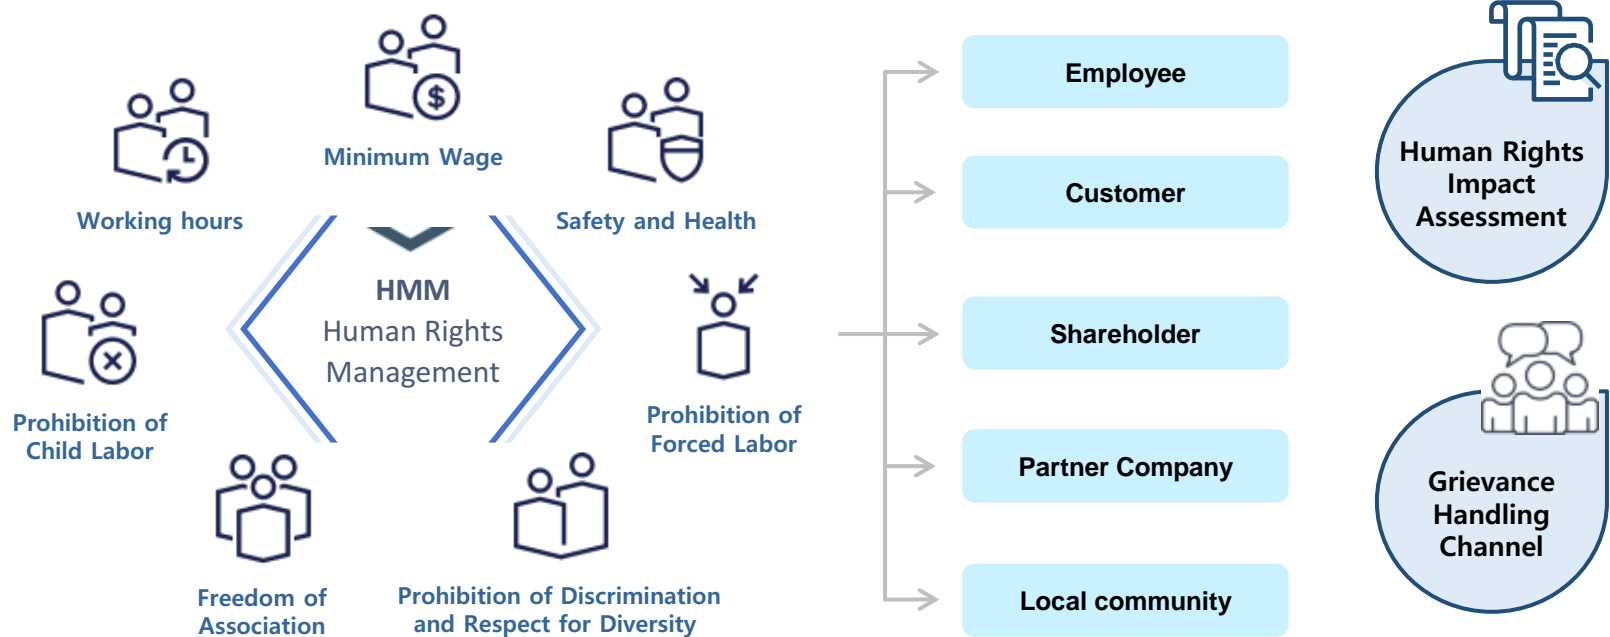 Minimum Wage
Working hours
Safety and Health
HMM
Human Rights
Management
Prohibition of
Child Labor
Prohibition of
Forced Labor
Freedom of
Association
Prohibition of Discrimination
and Respect for Diversity
Employee
Customer
Shareholder
Partner Company
Local community
Human Rights
Impact
Assessment
Grievance
Handling
Channel